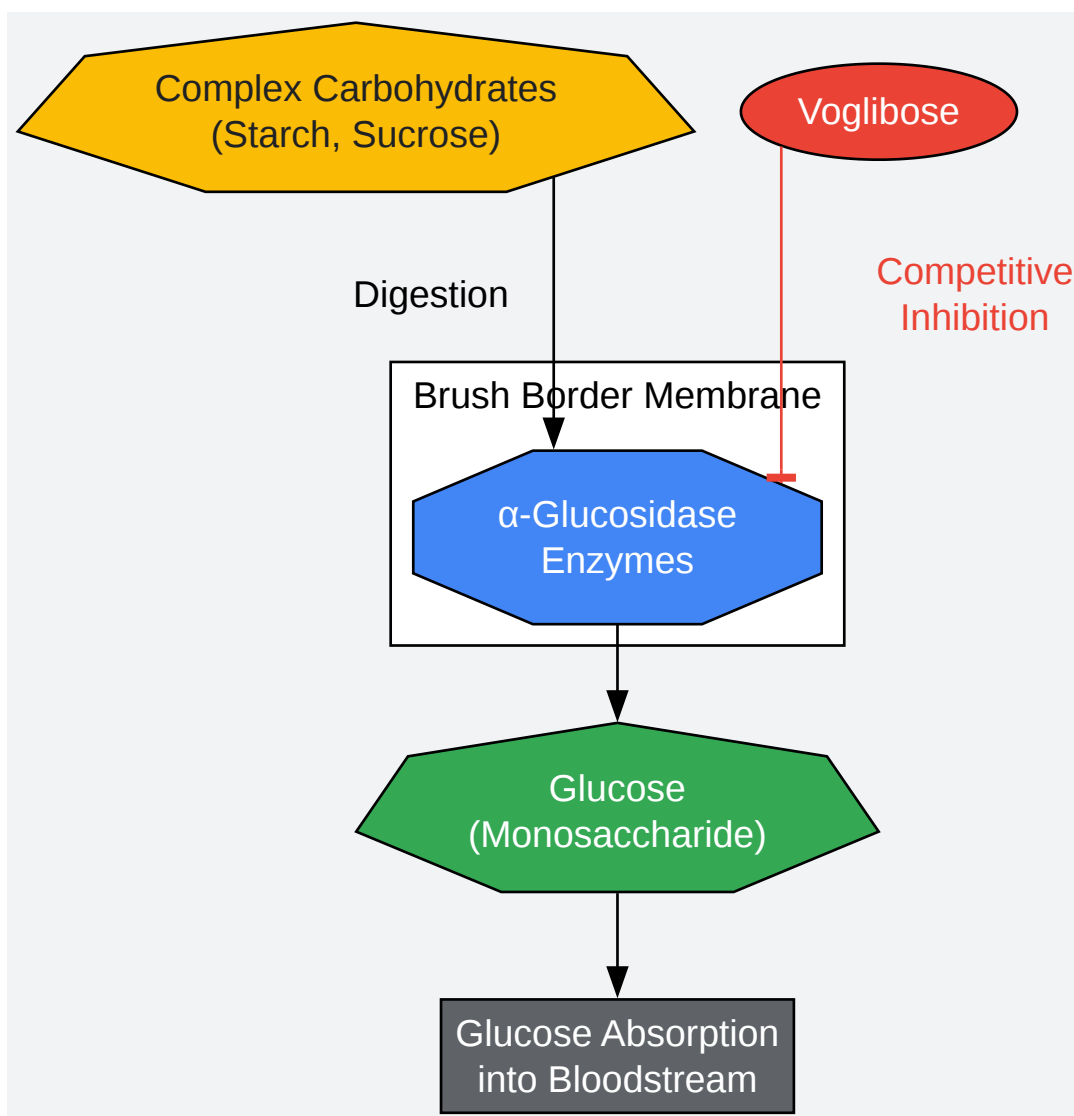 Complex Carbohydrates
(Starch, Sucrose)
Voglibose
Competitive
Inhibition
Digestion
Brush Border Membrane
α-Glucosidase
Enzymes
Glucose
(Monosaccharide)
Glucose Absorption
into Bloodstream